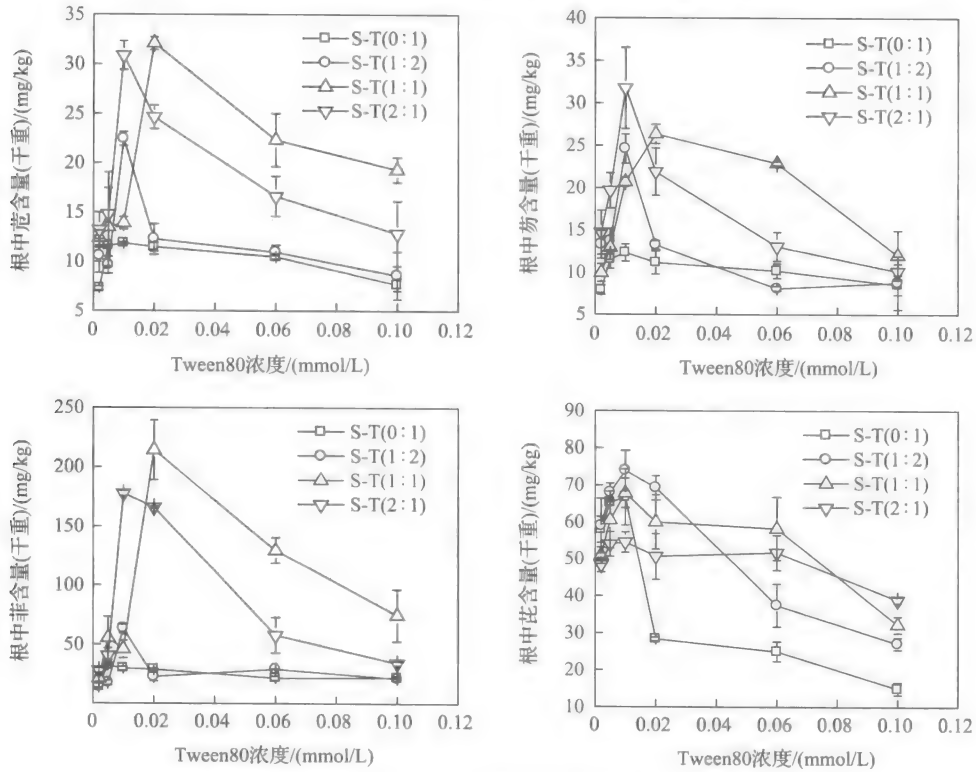 根中苊含量(干重)/(mg/kg)
40
35
30
25
20
15
10
5
0
0.02
0.04
0.06
0.08
0.10
0.12
S-T(0∶1)
S-T(1∶2)
S-T(1∶1)
S-T(2∶1)
Tween80浓度/(mmol/L)
根中芴含量(干重)/(mg/kg)
40
35
30
25
20
15
10
5
0
0.02
0.04
0.06
0.08
0.10
0.12
S-T(0∶1)
S-T(1∶2)
S-T(1∶1)
S-T(2∶1)
Tween80浓度/(mmol/L)
根中菲含量(干重)/(mg/kg)
250
200
150
100
50
0
0.02
0.04
0.06
0.08
0.10
0.12
S-T(0∶1)
S-T(1∶2)
S-T(1∶1)
S-T(2∶1)
Tween80浓度/(mmol/L)
根中芘含量(干重)/(mg/kg)
90
80
70
60
50
40
30
20
10
0
0.02
0.04
0.06
0.08
0.10
0.12
S-T(0∶1)
S-T(1∶2)
S-T(1∶1)
S-T(2∶1)
Tween80浓度/(mmol/L)